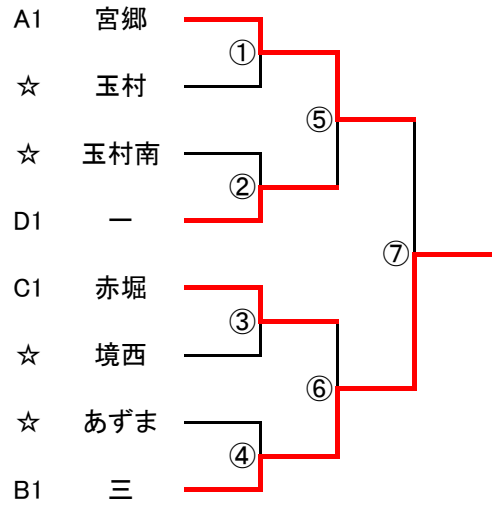 A1 宮郷
①
☆ 玉村
⑤
☆ 玉村南
②
D1 一
⑦
C1 赤堀
③
☆ 境西
⑥
☆ あずま
④
B1 三